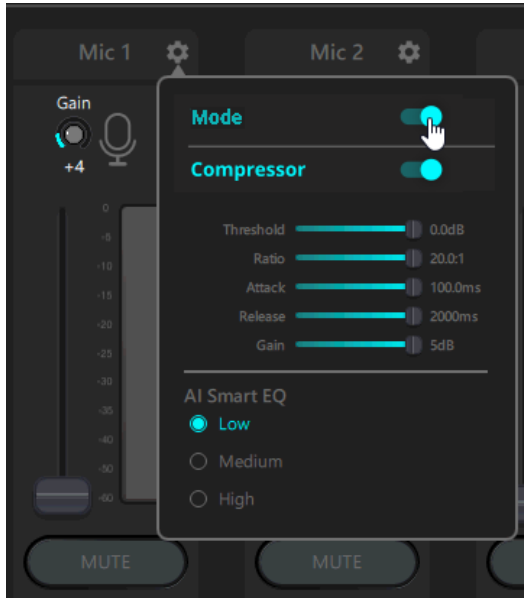 Mic 1
Mic 2
Gain
+4
Mode
Compressor
0
-5
-10
-15
-20
-25
-30
-35
-40
-50
-60
Threshold 0.0dB
Ratio 20.0:1
Attack 100.0ms
Release 2000ms
Gain 5dB
AI Smart EQ
Low
Medium
High
MUTE
MUTE